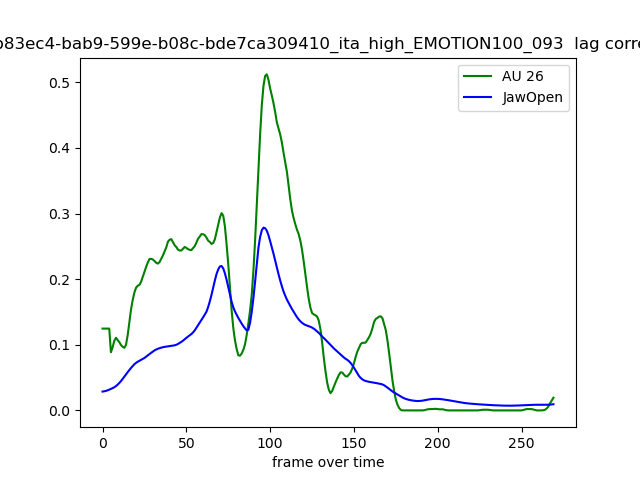 b83ec4-bab9-599e-b08c-bde7ca309410_ita_high_EMOTION100_093 lag corre
AU 26
JawOpen
0.5
0.4
0.3
0.2
0.1
0.0
0 50 100 150 200 250
frame over time